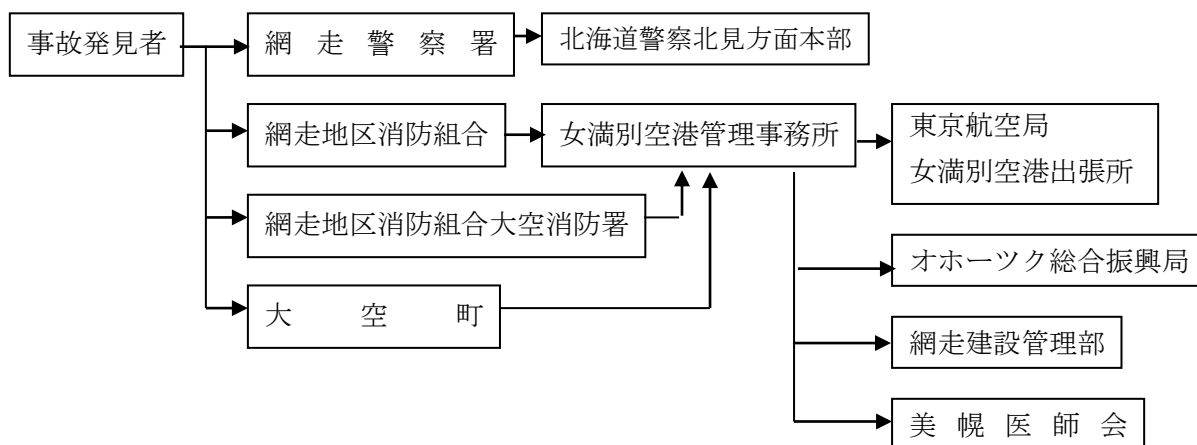 事故発見者
網走警察署
北海道警察北見方面本部
網走地区消防組合
女満別空港管理事務所
東京航空局
女満別空港出張所
網走地区消防組合大空消防署
オホーツク総合振興局
大空町
網走建設管理部
美幌医師会